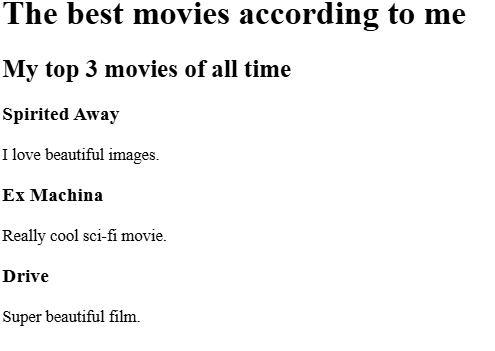 The best movies according to me
My top 3 movies of all time
Spirited Away
I love beautiful images.
Ex Machina
Really cool sci-fi movie.
Drive
Super beautiful film.